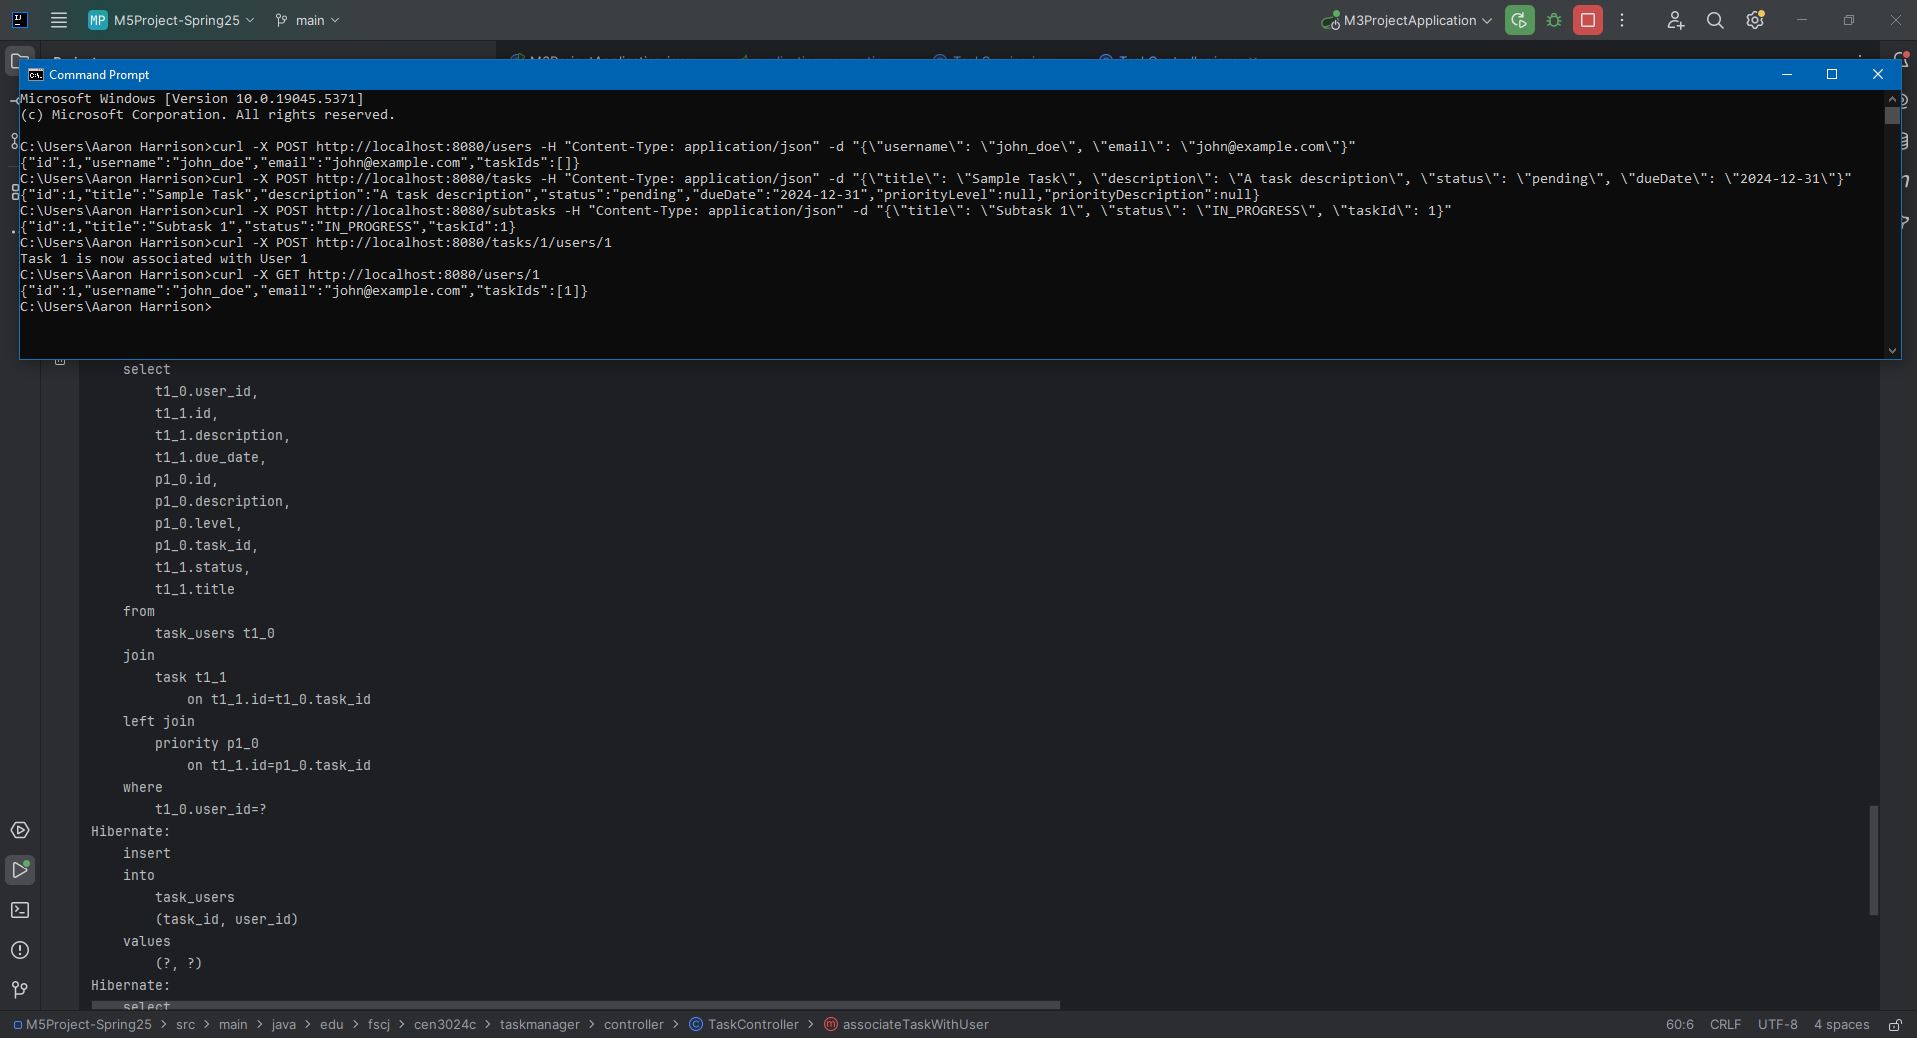 MP M5Project-Spring25 main M3ProjectApplication
Command Prompt
Microsoft Windows [Version 10.0.19045.5371]
(c) Microsoft Corporation. All rights reserved.
C:\Users\Aaron Harrison>curl -X POST http://localhost:8080/users -H "Content-Type: application/json" -d "{\"username\": \"john_doe\", \"email\": \"john@example.com\"}"
{"id":1,"username":"john_doe","email":"john@example.com","taskIds":[]}
C:\Users\Aaron Harrison>curl -X POST http://localhost:8080/tasks -H "Content-Type: application/json" -d "{\"title\": \"Sample Task\", \"description\": \"A task description\", \"status\": \"pending\", \"dueDate\": \"2024-12-31\"}"
{"id":1,"title":"Sample Task","description":"A task description","status":"pending","dueDate":"2024-12-31","priorityLevel":null,"priorityDescription":null}
C:\Users\Aaron Harrison>curl -X POST http://localhost:8080/subtasks -H "Content-Type: application/json" -d "{\"title\": \"Subtask 1\", \"status\": \"IN_PROGRESS\", \"taskId\": 1}"
{"id":1,"title":"Subtask 1","status":"IN_PROGRESS","taskId":1}
C:\Users\Aaron Harrison>curl -X POST http://localhost:8080/tasks/1/users/1
Task 1 is now associated with User 1
C:\Users\Aaron Harrison>curl -X GET http://localhost:8080/users/1
{"id":1,"username":"john_doe","email":"john@example.com","taskIds":[1]}
C:\Users\Aaron Harrison>
select
t1_0.user_id,
t1_1.id,
t1_1.description,
t1_1.due_date,
p1_0.id,
p1_0.description,
p1_0.level,
p1_0.task_id,
t1_1.status,
t1_1.title
from
task_users t1_0
join
task t1_1
on t1_1.id=t1_0.task_id
left join
priority p1_0
on t1_1.id=p1_0.task_id
where
t1_0.user_id=?
Hibernate:
insert
into
task_users
(task_id, user_id)
values
(?, ?)
Hibernate:
select
M5Project-Spring25 > src > main > java > edu > fscj > cen3024c > taskmanager > controller > TaskController > associateTaskWithUser 60:6 CRLF UTF-8 4 spaces